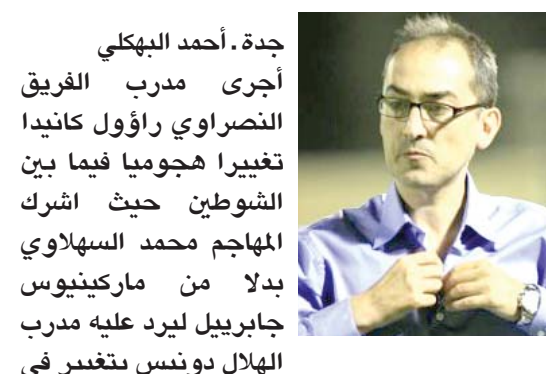 جدة . أحمد البهكلي
أجرى مدرب الفريق
النصراوي راؤول كانيدا
تغييرا هجوميا فيما بين
الشوطين حيث اشرك
المهاجم محمد السهلاوي
بدلا من ماركينيوس
جابرييل ليرد عليه مدرب
الهلال دونيس بتغيير في